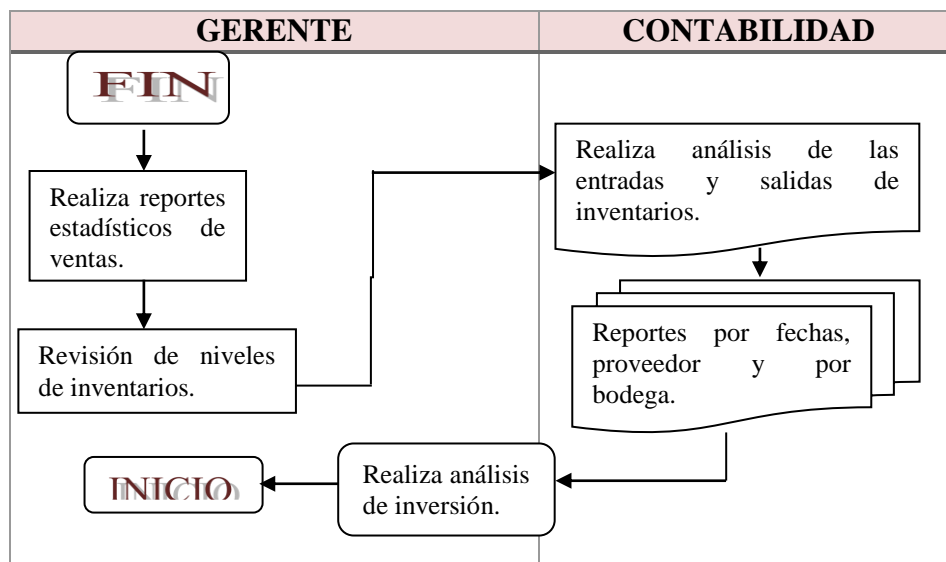 GERENTE
CONTABILIDAD
FIN
Realiza reportes
estadísticos de
ventas.
Revisión de niveles
de inventarios.
Realiza análisis de las
entradas y salidas de
inventarios.
Reportes por fechas,
proveedor y por
bodega.
Realiza análisis
de inversión.
INICIO